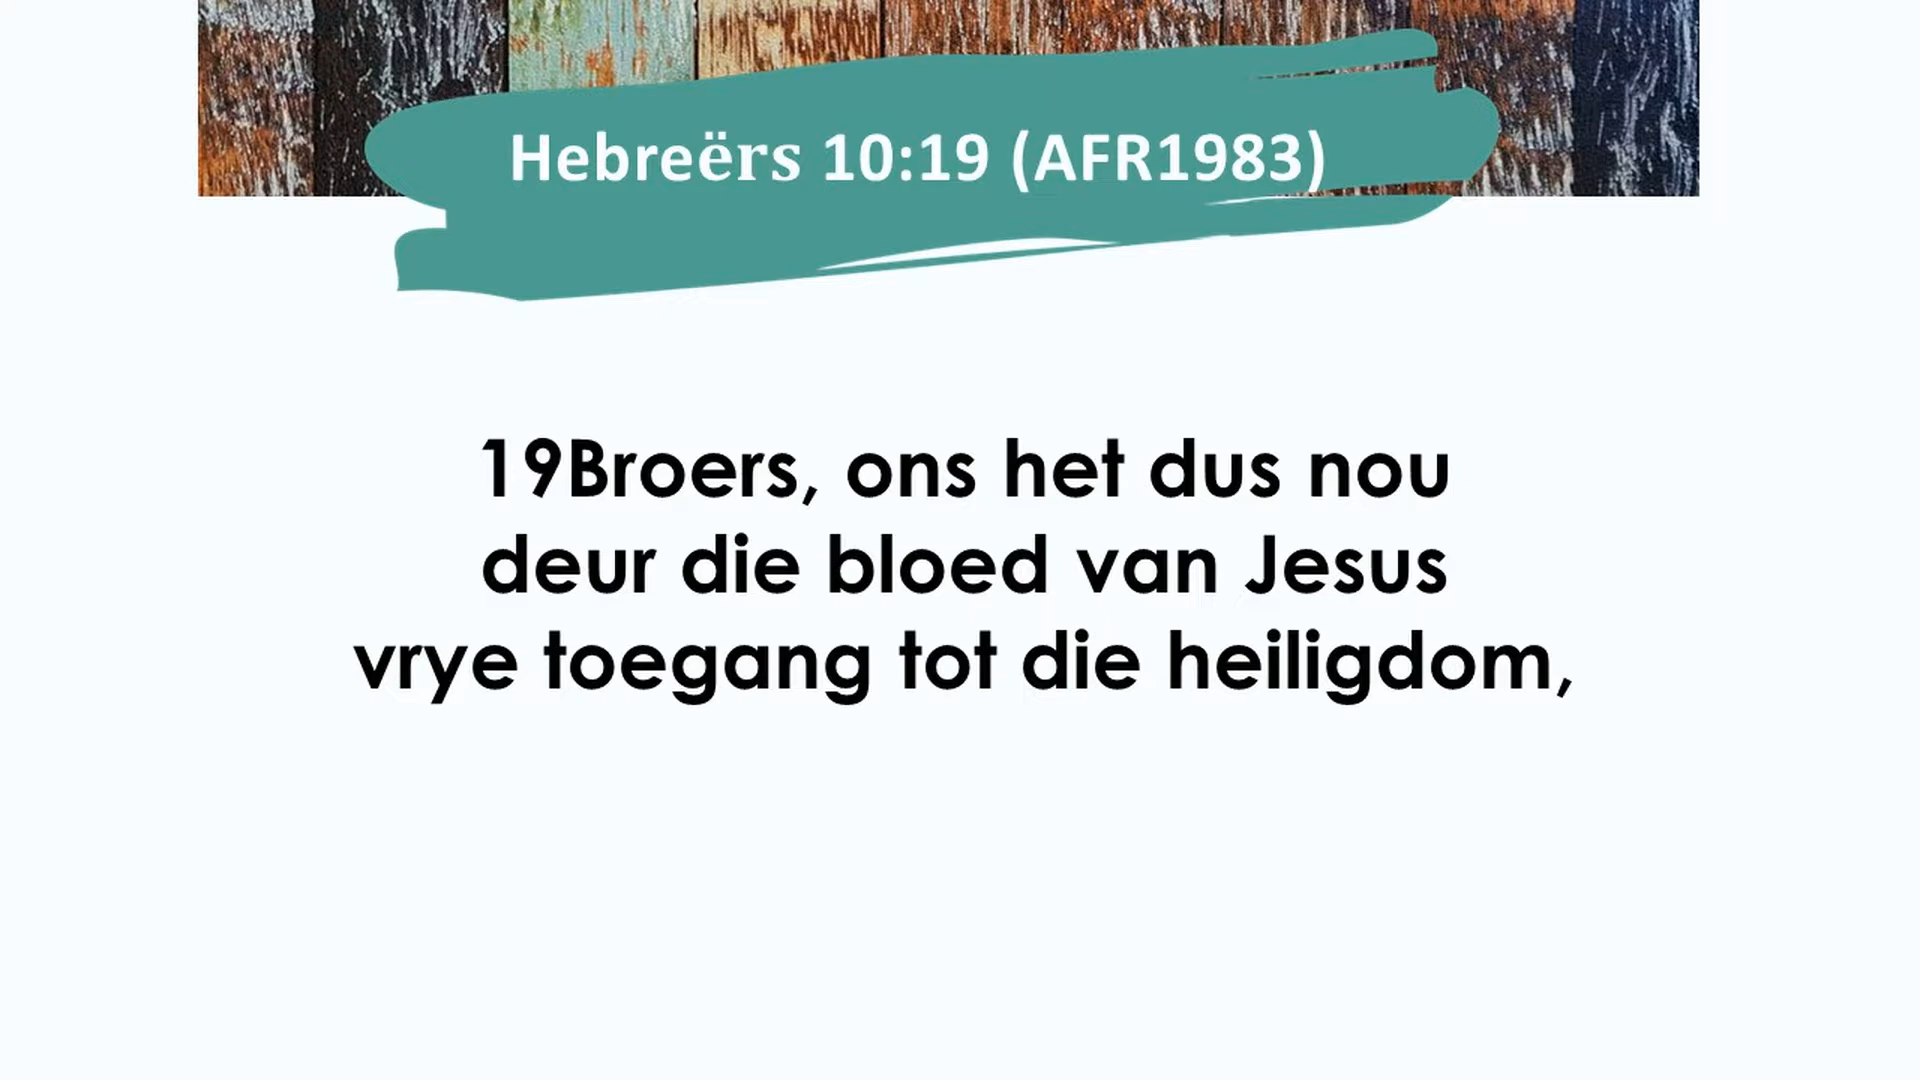 Hebreërs 10:19 (AFR1983)
19Broers, ons het dus nou
deur die bloed van Jesus
vrye toegang tot die heiligdom,